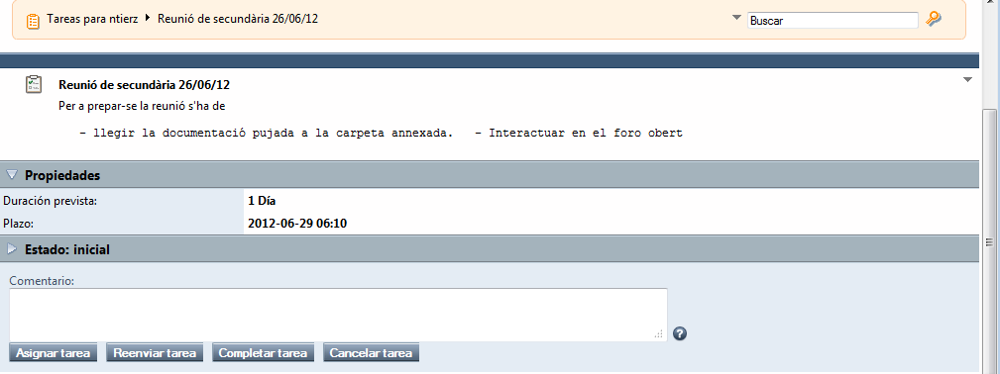 Tareas para ntierz Reunió de secundària 26/06/12 Buscar
Reunió de secundària 26/06/12
Per a prepar-se la reunió s'ha de
- llegir la documentació pujada a la carpeta annexada. - Interactuar en el foro obert
Propiedades
Duración prevista: 1 Día
Plazo: 2012-06-29 06:10
Estado: inicial
Comentario:
?
Asignar tarea Reenviar tarea Completar tarea Cancelar tarea